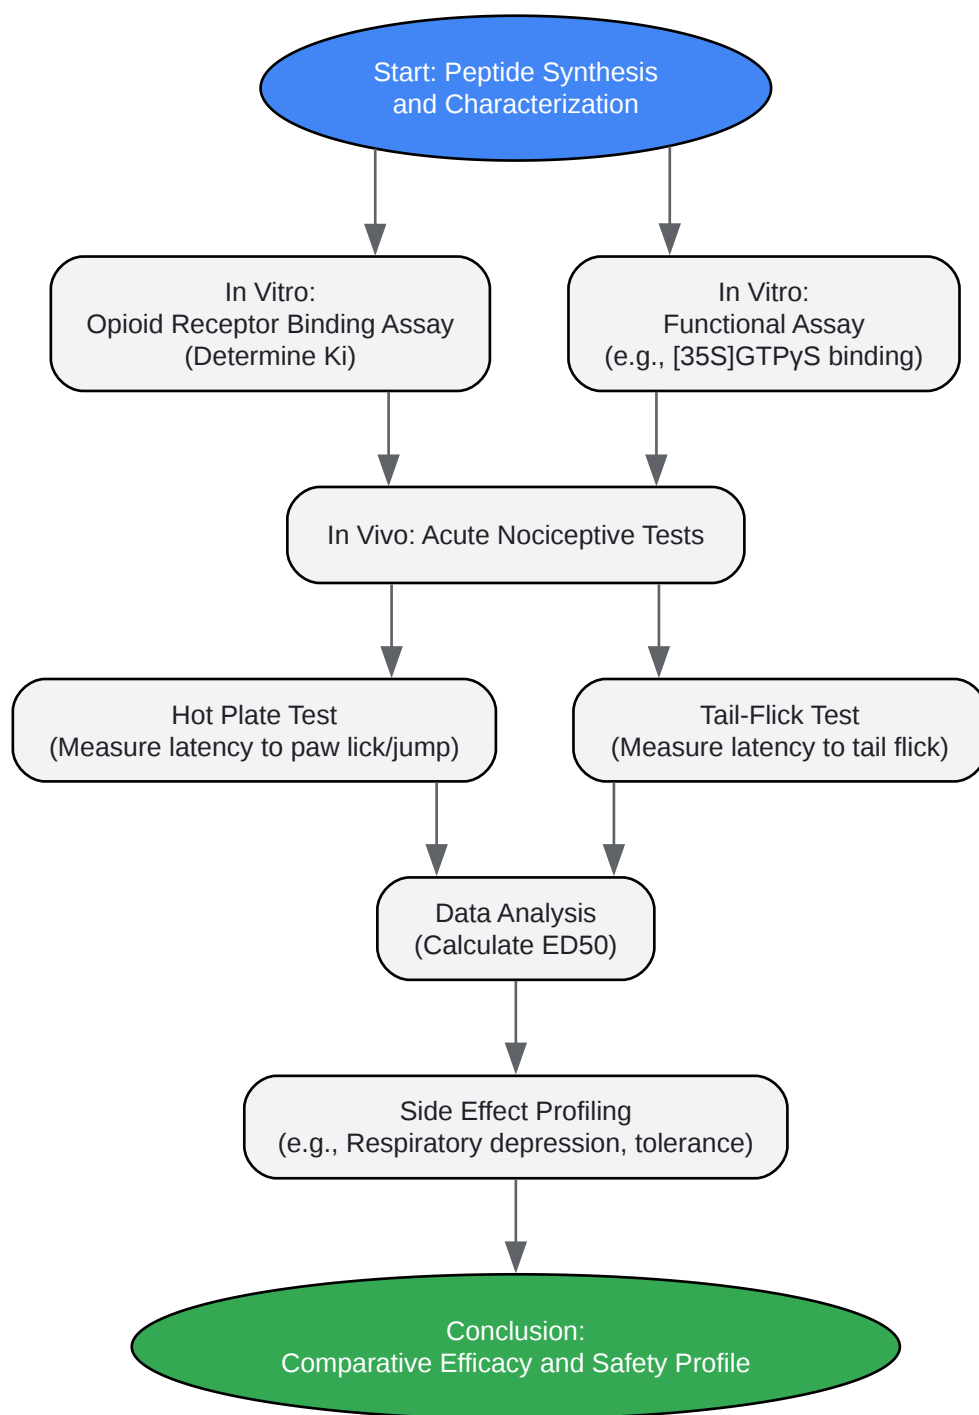 Start: Peptide Synthesis
and Characterization
In Vitro:
Opioid Receptor Binding Assay
(Determine Ki)
In Vitro:
Functional Assay
(e.g., [35S]GTPγS binding)
In Vivo: Acute Nociceptive Tests
Hot Plate Test
(Measure latency to paw lick/jump)
Tail-Flick Test
(Measure latency to tail flick)
Data Analysis
(Calculate ED50)
Side Effect Profiling
(e.g., Respiratory depression, tolerance)
Conclusion:
Comparative Efficacy and Safety Profile